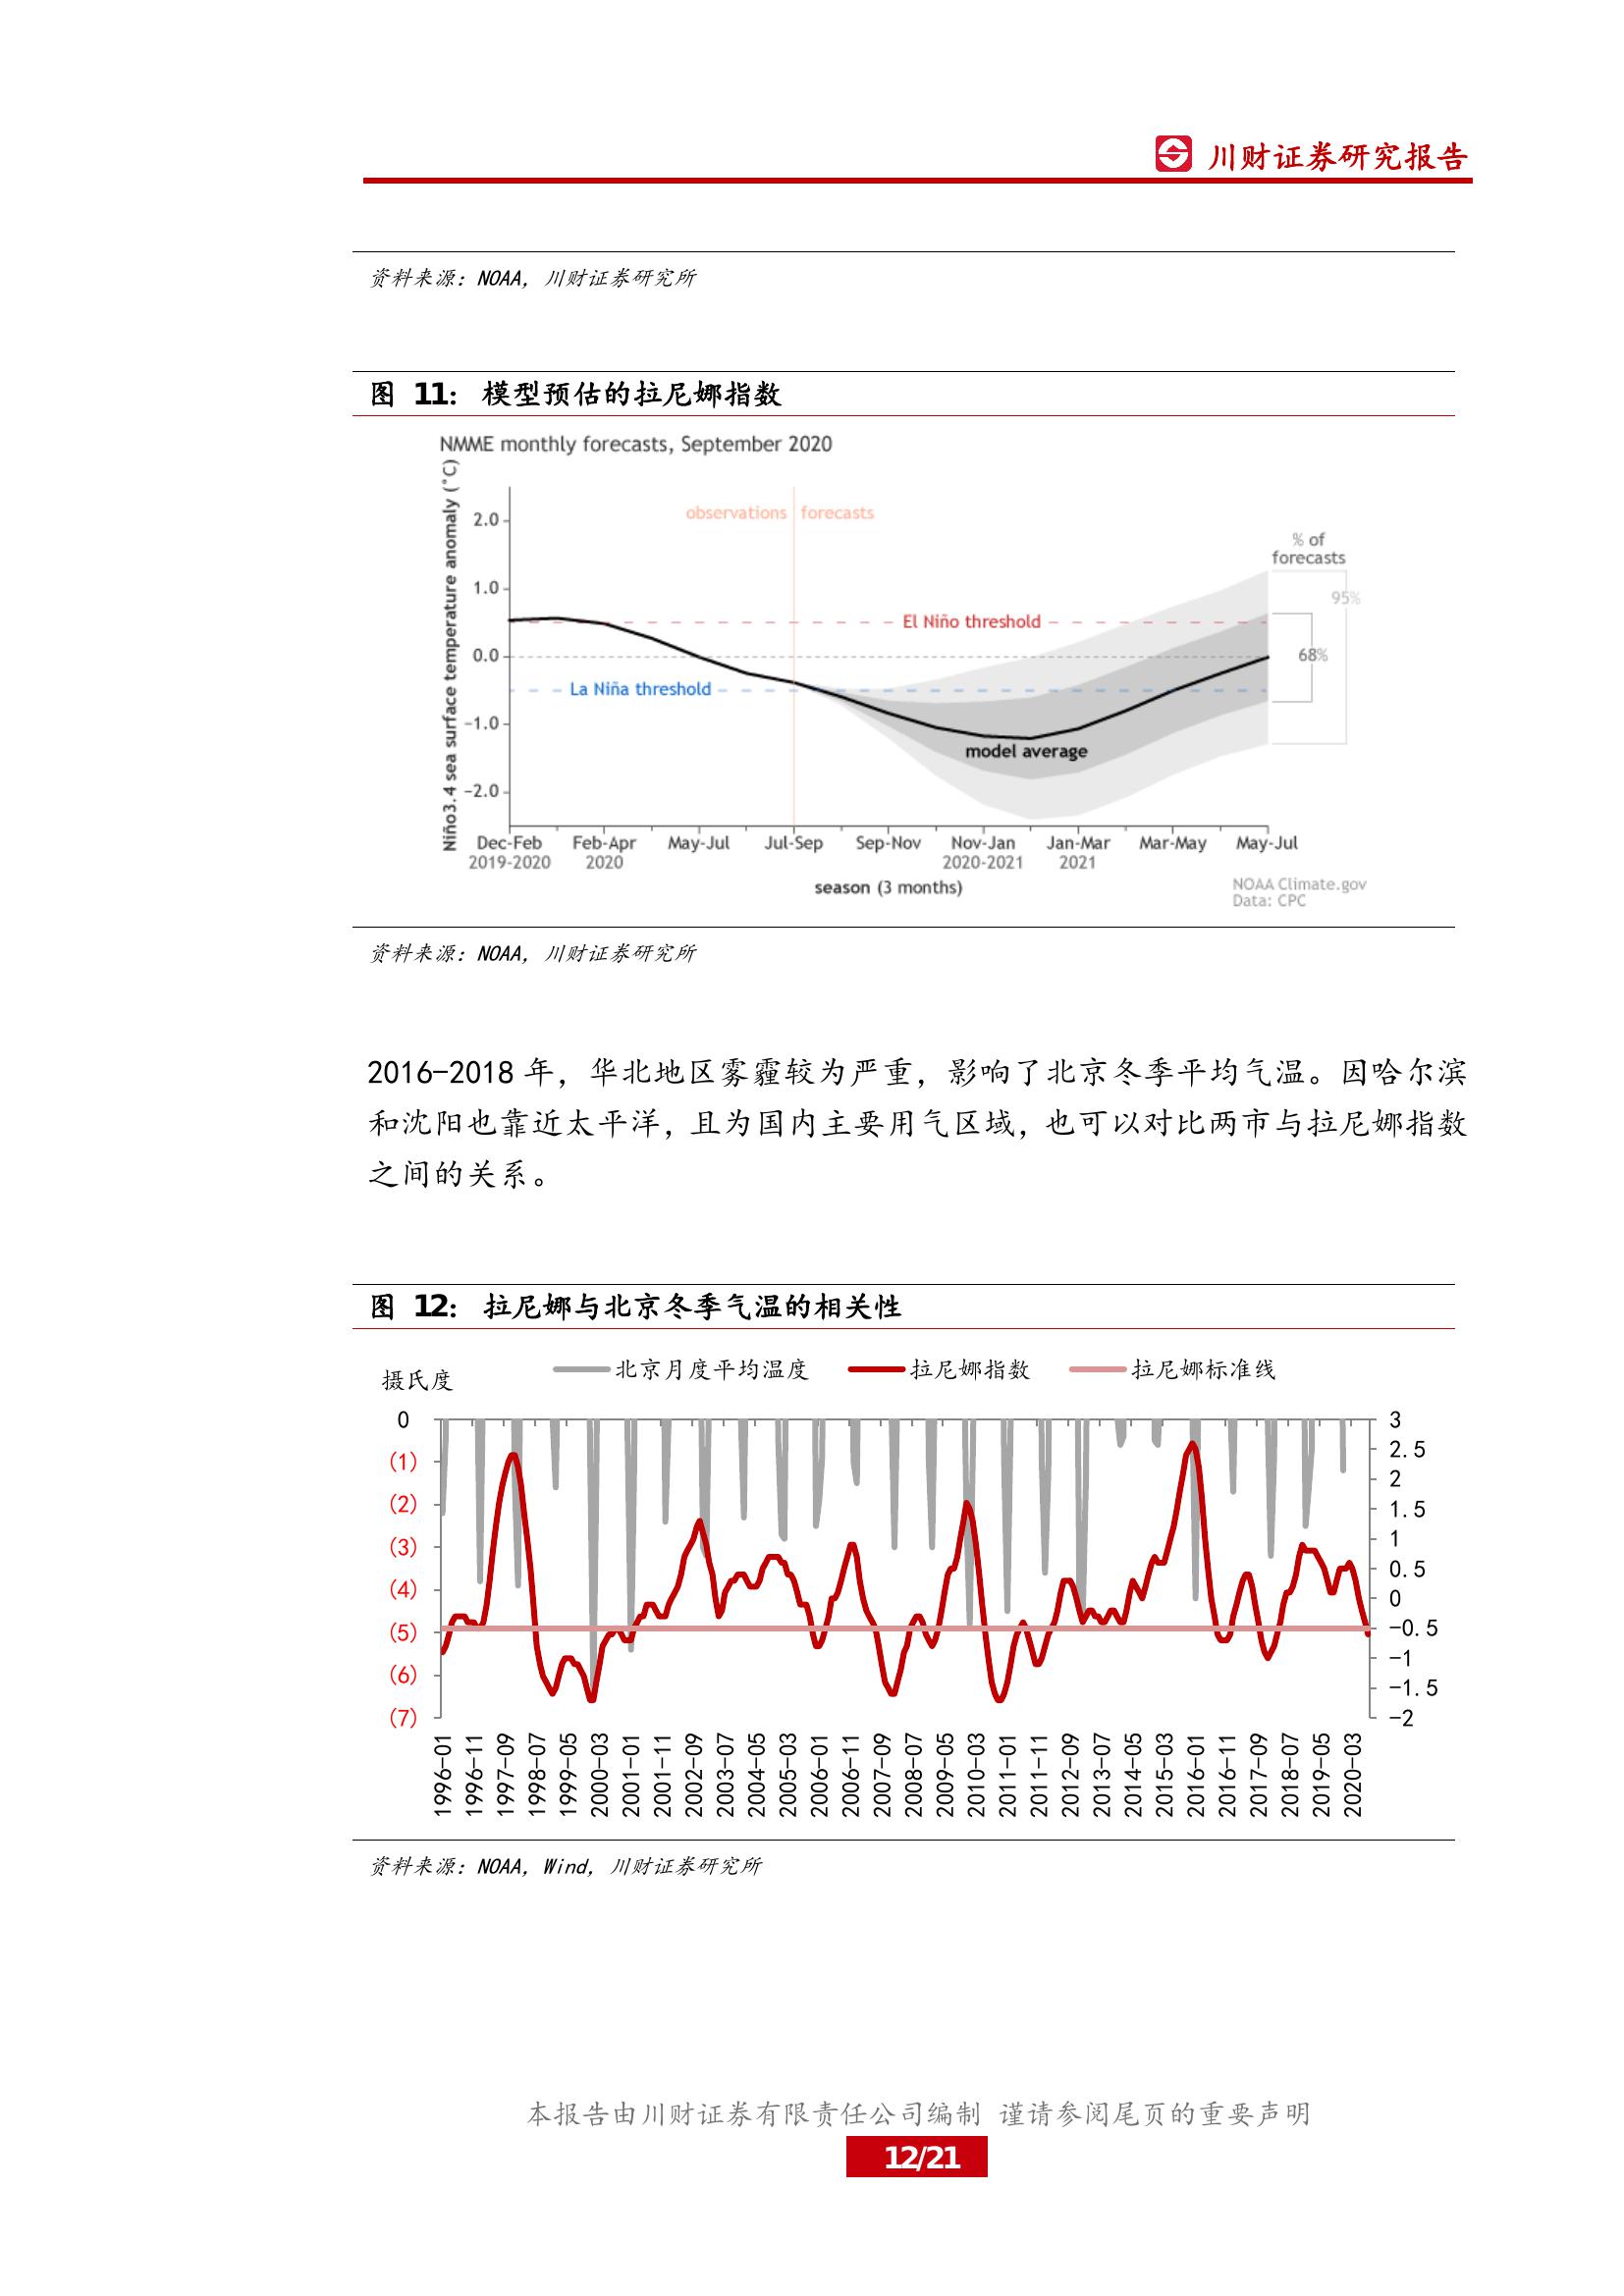 川财证券研究报告
资料来源：NOAA，川财证券研究所
图 11： 模型预估的拉尼娜指数
NMME monthly forecasts, September 2020
Niño3.4 sea surface temperature anomaly (˚C)
observations forecasts
2.0
1.0
0.0
-1.0
-2.0
% of
forecasts
95%
68%
El Niño threshold
La Niña threshold
model average
Dec-Feb Feb-Apr May-Jul Jul-Sep Sep-Nov Nov-Jan Jan-Mar Mar-May May-Jul
2019-2020 2020 2020-2021 2021
season (3 months)
NOAA Climate.gov
Data: CPC
资料来源：NOAA，川财证券研究所
2016-2018 年，华北地区雾霾较为严重，影响了北京冬季平均气温。因哈尔滨
和沈阳也靠近太平洋，且为国内主要用气区域，也可以对比两市与拉尼娜指数
之间的关系。
图 12： 拉尼娜与北京冬季气温的相关性
摄氏度
北京月度平均温度 拉尼娜指数 拉尼娜标准线
0
(1)
(2)
(3)
(4)
(5)
(6)
(7)
3
2.5
2
1.5
1
0.5
0
-0.5
-1
-1.5
-2
1996-01 1996-11 1997-09 1998-07 1999-05 2000-03 2001-01 2001-11 2002-09 2003-07 2004-05 2005-03 2006-01 2006-11 2007-09 2008-07 2009-05 2010-03 2011-01 2011-11 2012-09 2013-07 2014-05 2015-03 2016-01 2016-11 2017-09 2018-07 2019-05 2020-03
资料来源：NOAA，Wind，川财证券研究所
本报告由川财证券有限责任公司编制 谨请参阅尾页的重要声明
12/21